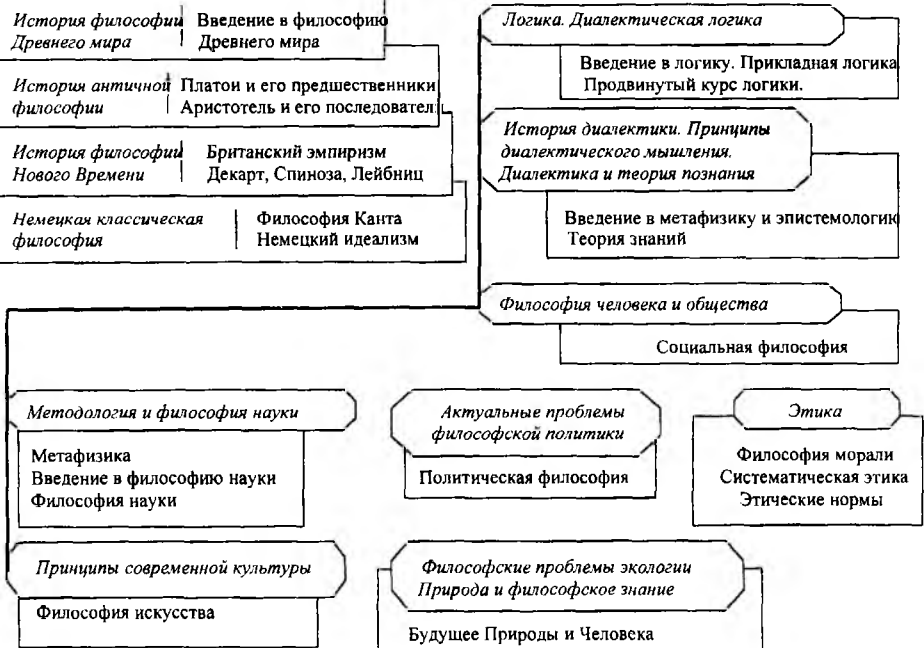 История философии
Древнего мира
Введение в философию
Древнего мира
История античной
философии
Платон и его предшественники
Аристотель и его последовател
История философии
Нового Времени
Британский эмпиризм
Декарт, Спиноза, Лейбниц
Немецкая классическая
философия
Философия Канта
Немецкий идеализм
Логика. Диалектическая логика
Введение в логику. Прикладная логика
Продвинутый курс логики.
История диалектики. Принципы
диалектического мышления.
Диалектика и теория познания
Введение в метафизику и эпистемологик
Теория знаний
Философия человека и общества
Социальная философия
Методология и философия науки
Метафизика
Введение в философию науки
Философия науки
Актуальные проблемы
философской политики
Политическая философия
Этика
Философия морали
Систематическая этика
Этические нормы
Принципы современной культуры
Философия искусства
Философские проблемы экологии
Природа и философское знание
Будущее Природы и Человека